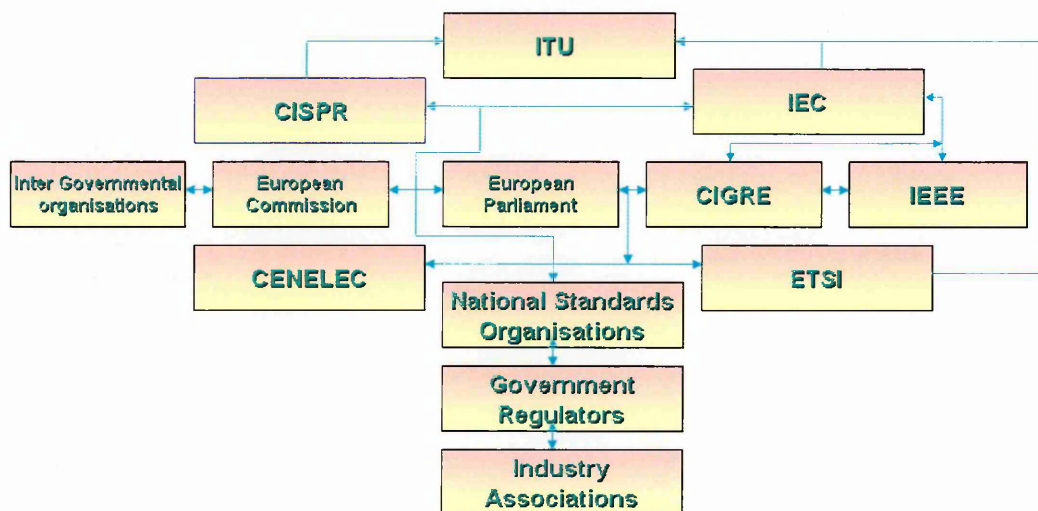 ITU
CISPR
IEC
Inter Governmental
organisations
European
Commission
European
Parliament
CIGRE
IEEE
CENELEC
ETSI
National Standards
Organisations
Government
Regulators
Industry
Associations